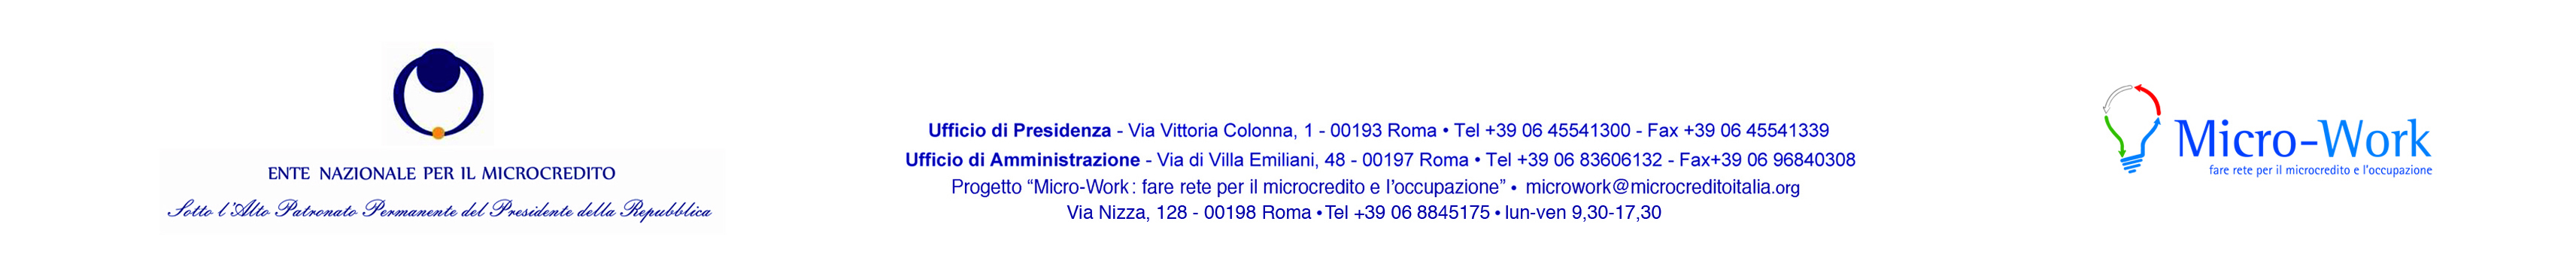 ENTE NAZIONALE PER IL MICROCREDITO
Sotto l'Alto Patronato Permanente del Presidente della Repubblica
Ufficio di Presidenza - Via Vittoria Colonna, 1 - 00193 Roma • Tel +39 06 45541300 - Fax +39 06 45541339
Ufficio di Amministrazione - Via di Villa Emiliani, 48 - 00197 Roma • Tel +39 06 83606132 - Fax+39 06 96840308
Progetto “Micro-Work: fare rete per il microcredito e l’occupazione” • microwork@microcreditoitalia.org
Via Nizza, 128 - 00198 Roma • Tel +39 06 8845175 • lun-ven 9,30-17,30
Micro-Work
fare rete per il microcredito e l’occupazione